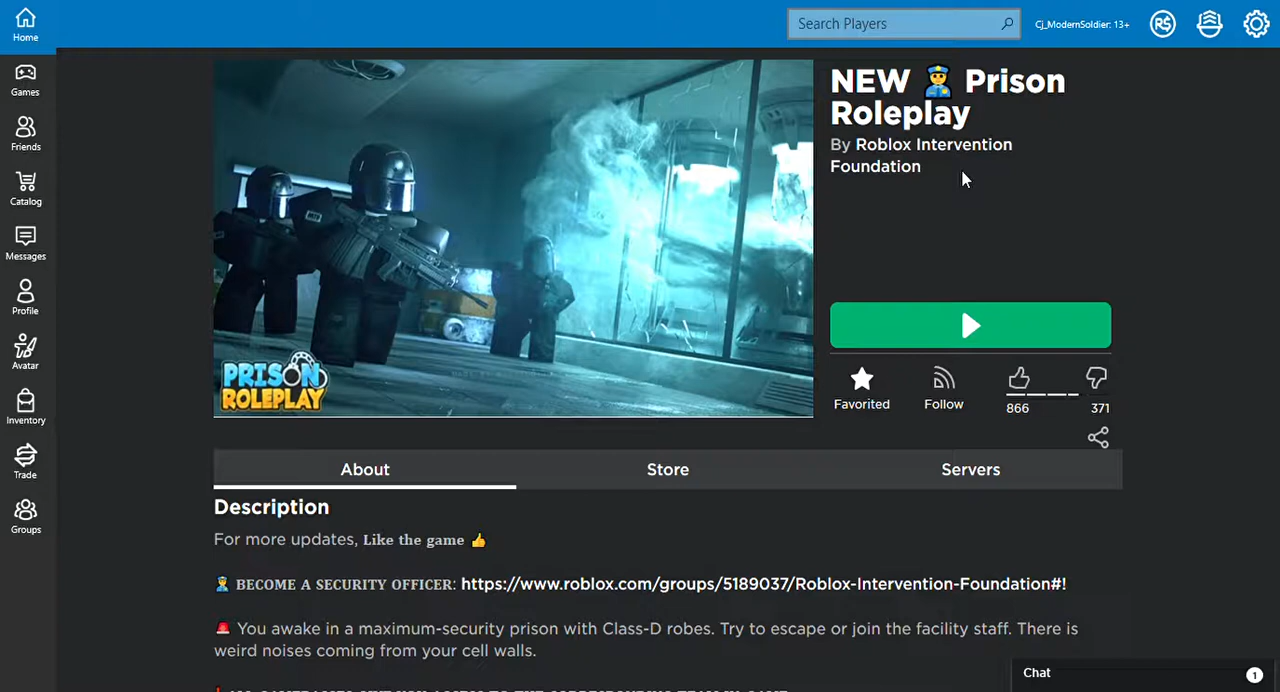 Home
Search Players
Cj_ModernSoldier: 13+
R$
Games
Friends
Catalog
Messages
Profile
Avatar
Inventory
Trade
Groups
PRISON
ROLEPLAY
NEW 👮 Prison
Roleplay
By Roblox Intervention
Foundation
Favorited
Follow
866
371
About
Store
Servers
Description
For more updates, Like the game 👍
👮 BECOME A SECURITY OFFICER: https://www.roblox.com/groups/5189037/Roblox-Intervention-Foundation#!
🚨 You awake in a maximum-security prison with Class-D robes. Try to escape or join the facility staff. There is
weird noises coming from your cell walls.
Chat
1